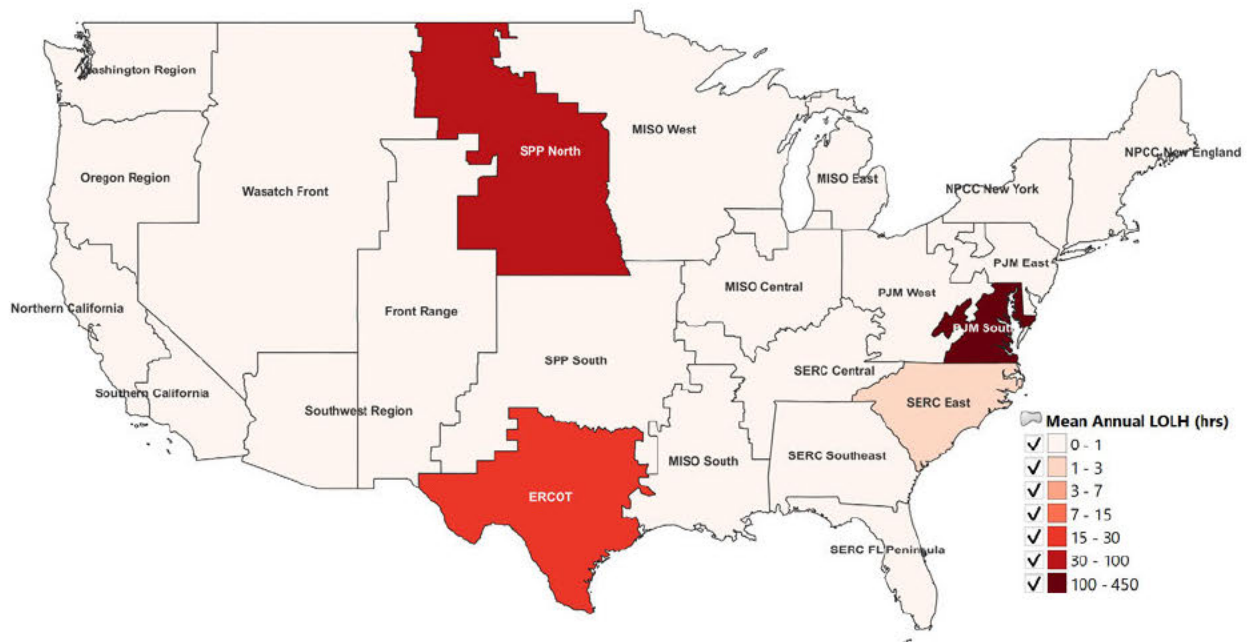 Washington Region
MISO West
SPP North
NPCC New England
Oregon Region
Wasatch Front
MISO East
NPCC New York
PJM East
MISO Central
PJM West
Northern California
Front Range
PJM South
SPP South
SERC Central
Southern California
Southwest Region
SERC East
MISO South
SERC Southeast
ERCOT
SERC FL Peninsula
Mean Annual LOLH (hrs)
0 - 1
1 - 3
3 - 7
7 - 15
15 - 30
30 - 100
100 - 450